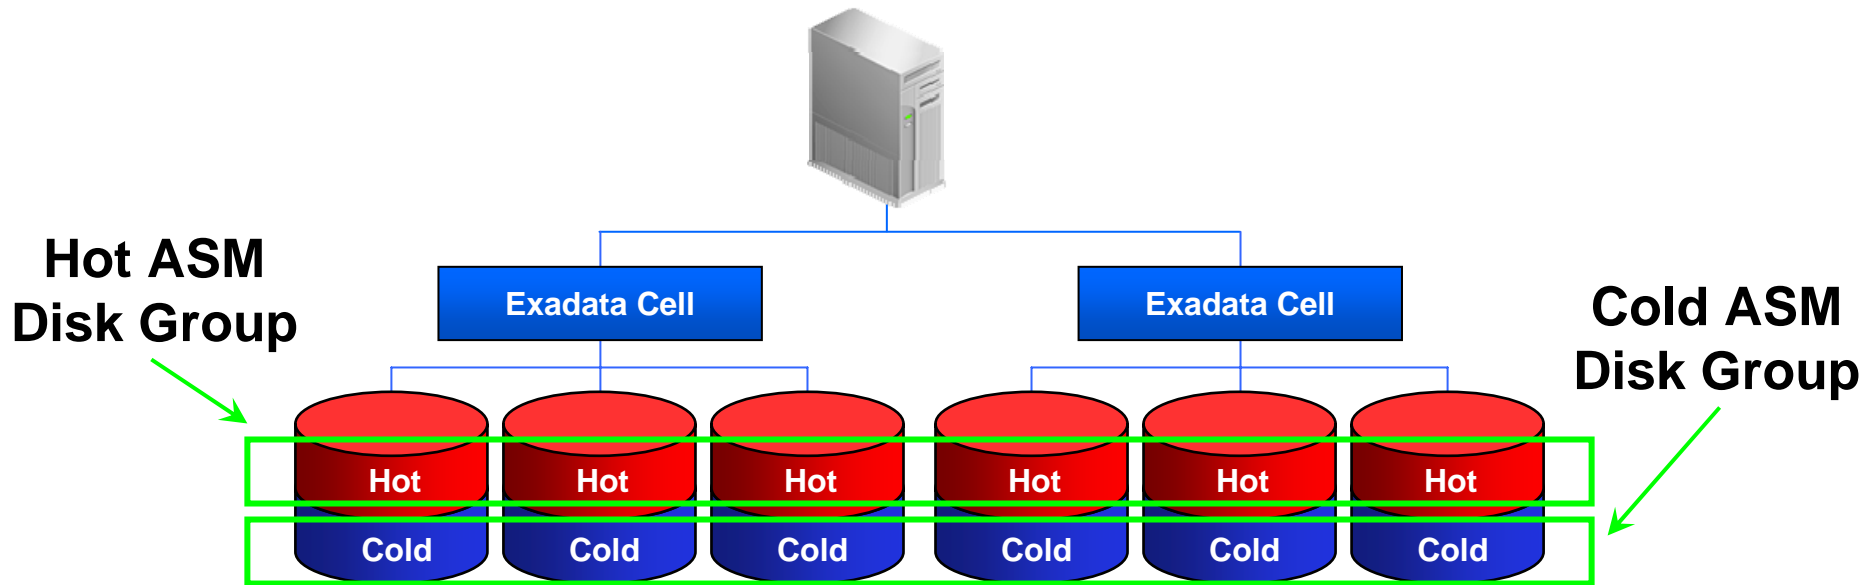 Hot ASM
Disk Group
Exadata Cell
Exadata Cell
Cold ASM
Disk Group
Hot
Hot
Hot
Hot
Hot
Hot
Cold
Cold
Cold
Cold
Cold
Cold